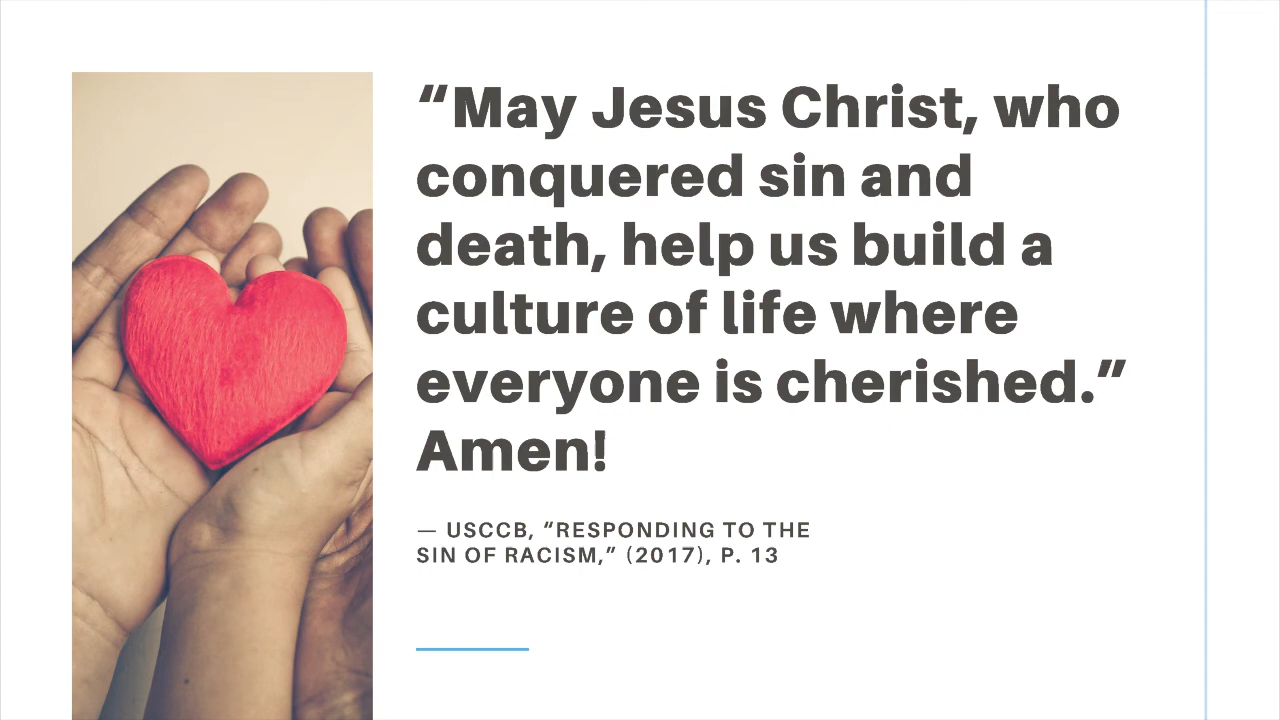 “May Jesus Christ, who
conquered sin and
death, help us build a
culture of life where
everyone is cherished.”
Amen!
— USCCB, “RESPONDING TO THE
SIN OF RACISM,” (2017), P. 13